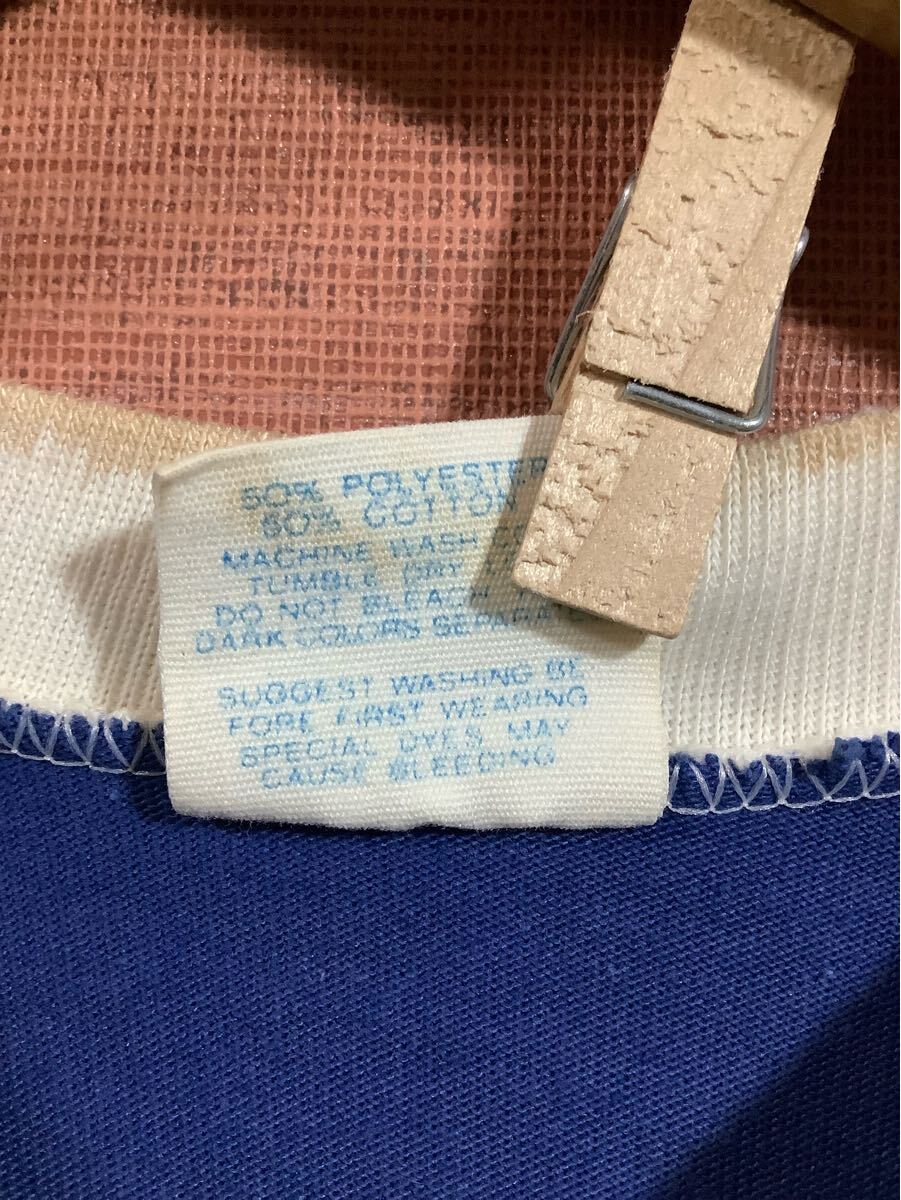 50% POLYESTER
50% COTTON
MACHINE WASH
TUMBLE DRY
DO NOT BLEACH
DARK COLORS SEPARATE
SUGGEST WASHING BE
FORE FIRST WEARING
SPECIAL DYES MAY
CAUSE BLEEDING